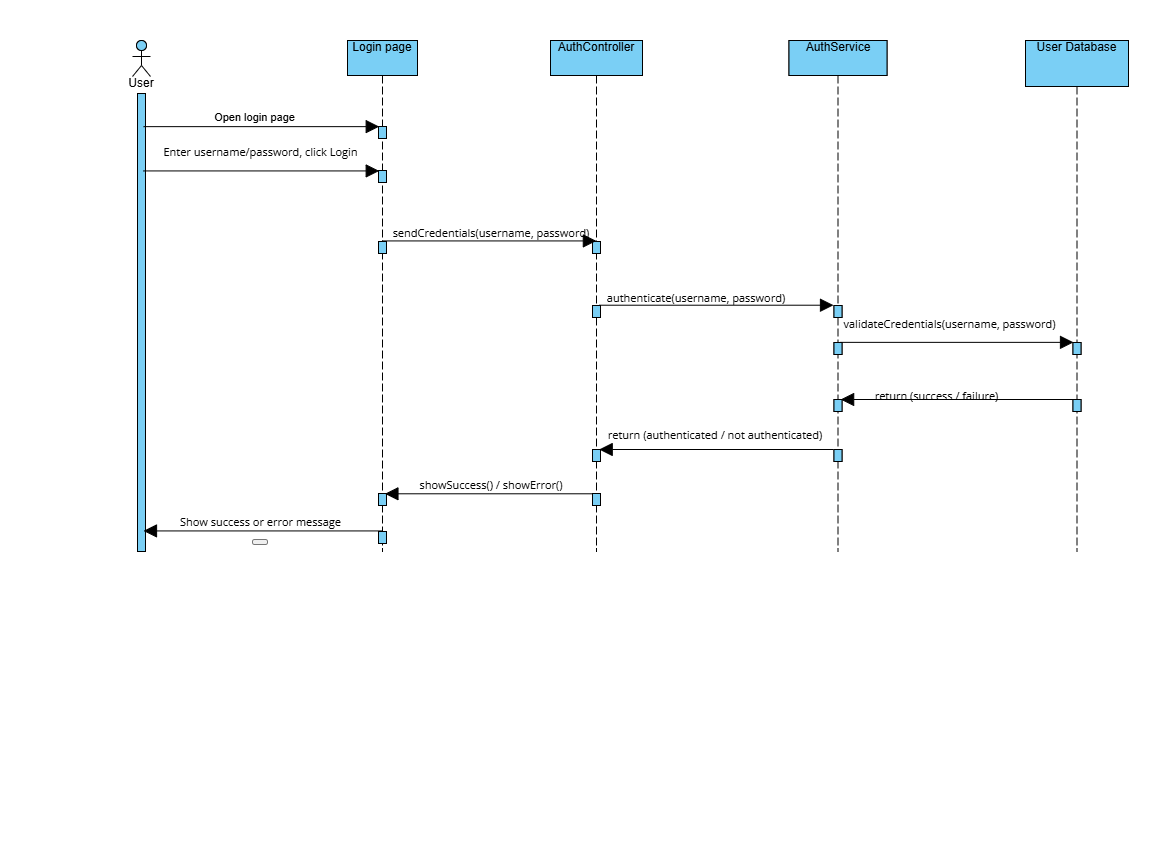 User
Login page
AuthController
AuthService
User Database
Open login page
Enter username/password, click Login
sendCredentials(username, password)
authenticate(username, password)
validateCredentials(username, password)
return (success / failure)
return (authenticated / not authenticated)
showSuccess() / showError()
Show success or error message